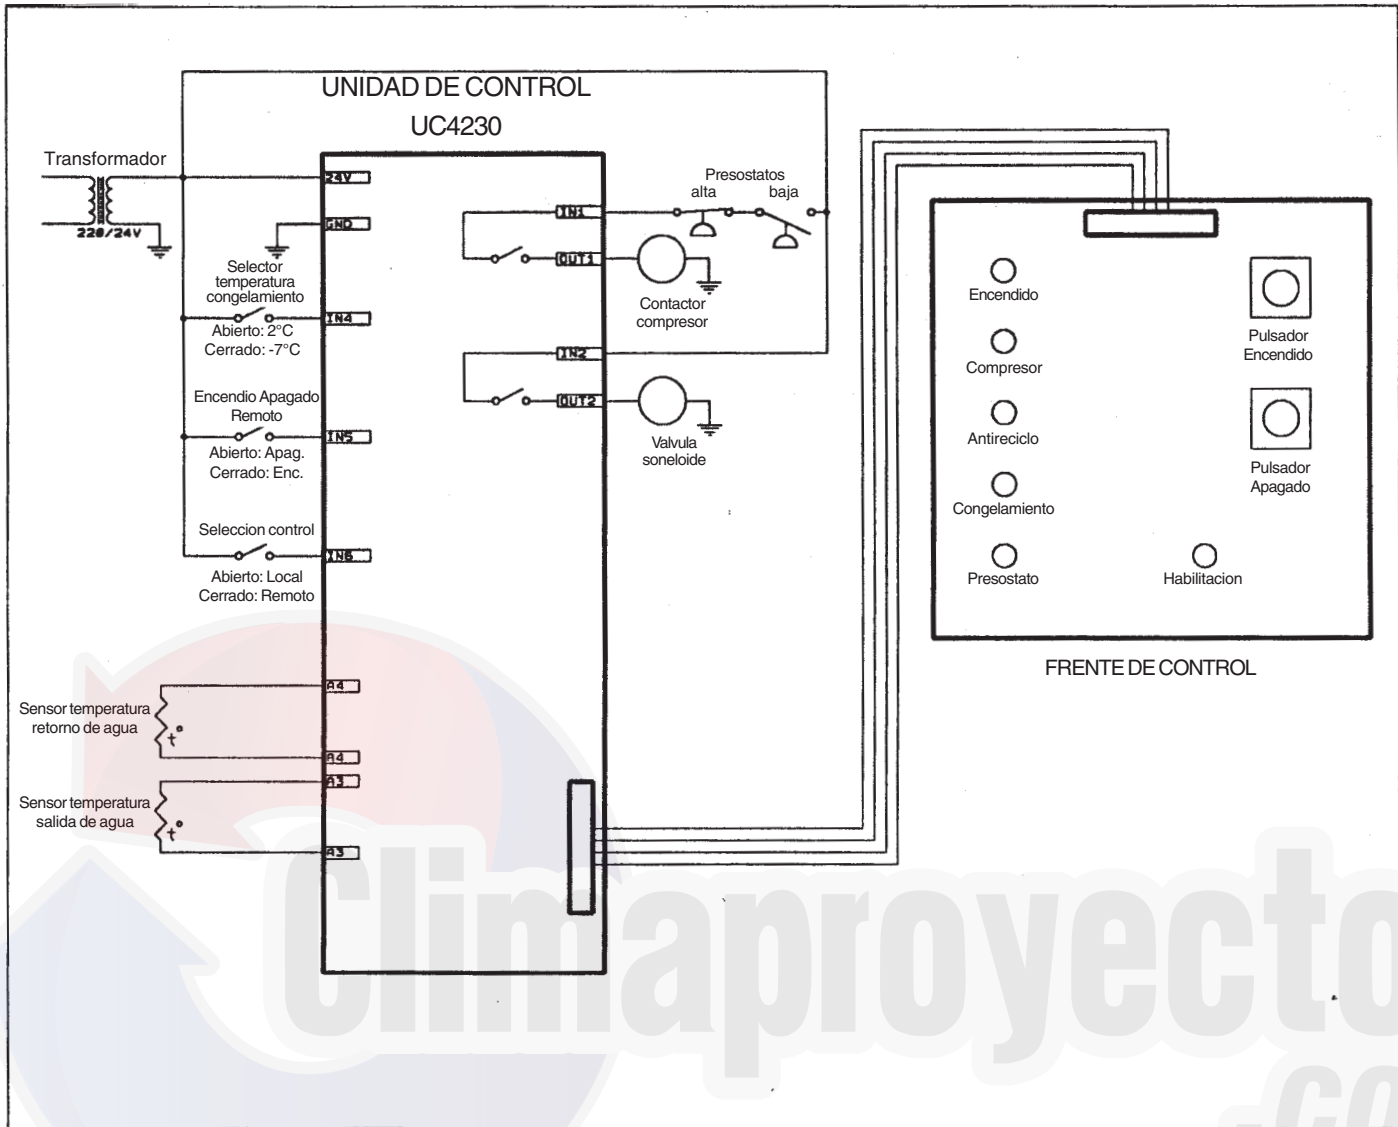 UNIDAD DE CONTROL
UC4230
Transformador
220/24V
24V
GND
Selector
temperatura
congelamiento
Abierto: 2°C
Cerrado: -7°C
IN4
Encendio Apagado
Remoto
Abierto: Apag.
Cerrado: Enc.
IN5
Seleccion control
Abierto: Local
Cerrado: Remoto
IN6
Sensor temperatura
retorno de agua
t°
A4
A4
Sensor temperatura
salida de agua
t°
A3
A3
IN1
OUT1
Presostatos
alta baja
Contactor
compresor
IN2
OUT2
Valvula
soneloide
Encendido
Compresor
Antireciclo
Congelamiento
Presostato
Pulsador
Encendido
Pulsador
Apagado
Habilitacion
FRENTE DE CONTROL
Climaproyecto
.co